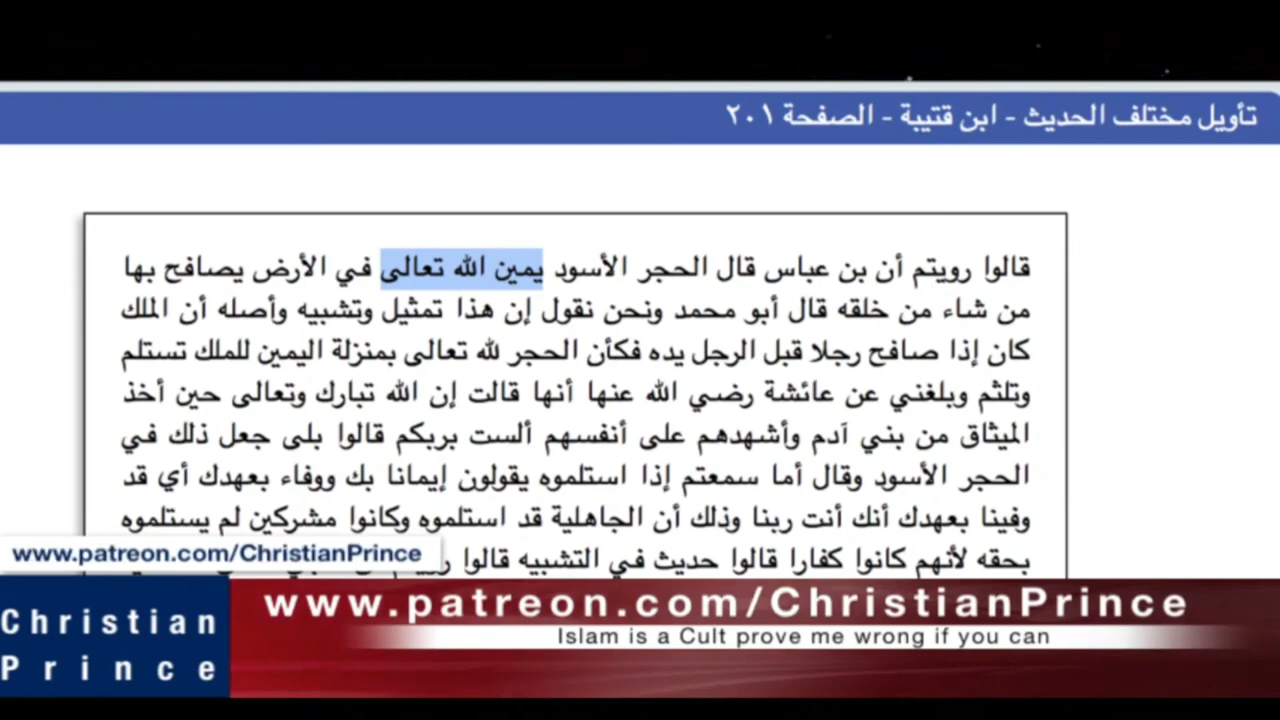 تأويل مختلف الحديث - ابن قتيبة - الصفحة ٢٠١
قالوا رويتم أن بن عباس قال الحجر الأسود يمين الله تعالى في الأرض يصافح بها
من شاء من خلقه قال أبو محمد ونحن نقول إن هذا تمثيل وتشبيه وأصله أن الملك
كان إذا صافح رجلا قبل الرجل يده فكأن الحجر لله تعالى بمنزلة اليمين للملك تستلم
وتلثم وبلغني عن عائشة رضي الله عنها أنها قالت إن الله تبارك وتعالى حين أخذ
الميثاق من بني آدم وأشهدهم على أنفسهم ألست بربكم قالوا بلى جعل ذلك في
الحجر الأسود وقال أما سمعتم إذا استلموه يقولون إيمانا بك ووفاء بعهدك أي قد
وفينا بعهدك أنك أنت ربنا وذلك أن الجاهلية قد استلموه وكانوا مشركين لم يستلموه
بحقه لأنهم كانوا كفارا قالوا حديث في التشبيه قالوا
www.patreon.com/ChristianPrince
Christian
Prince
www.patreon.com/ChristianPrince
Islam is a Cult prove me wrong if you can